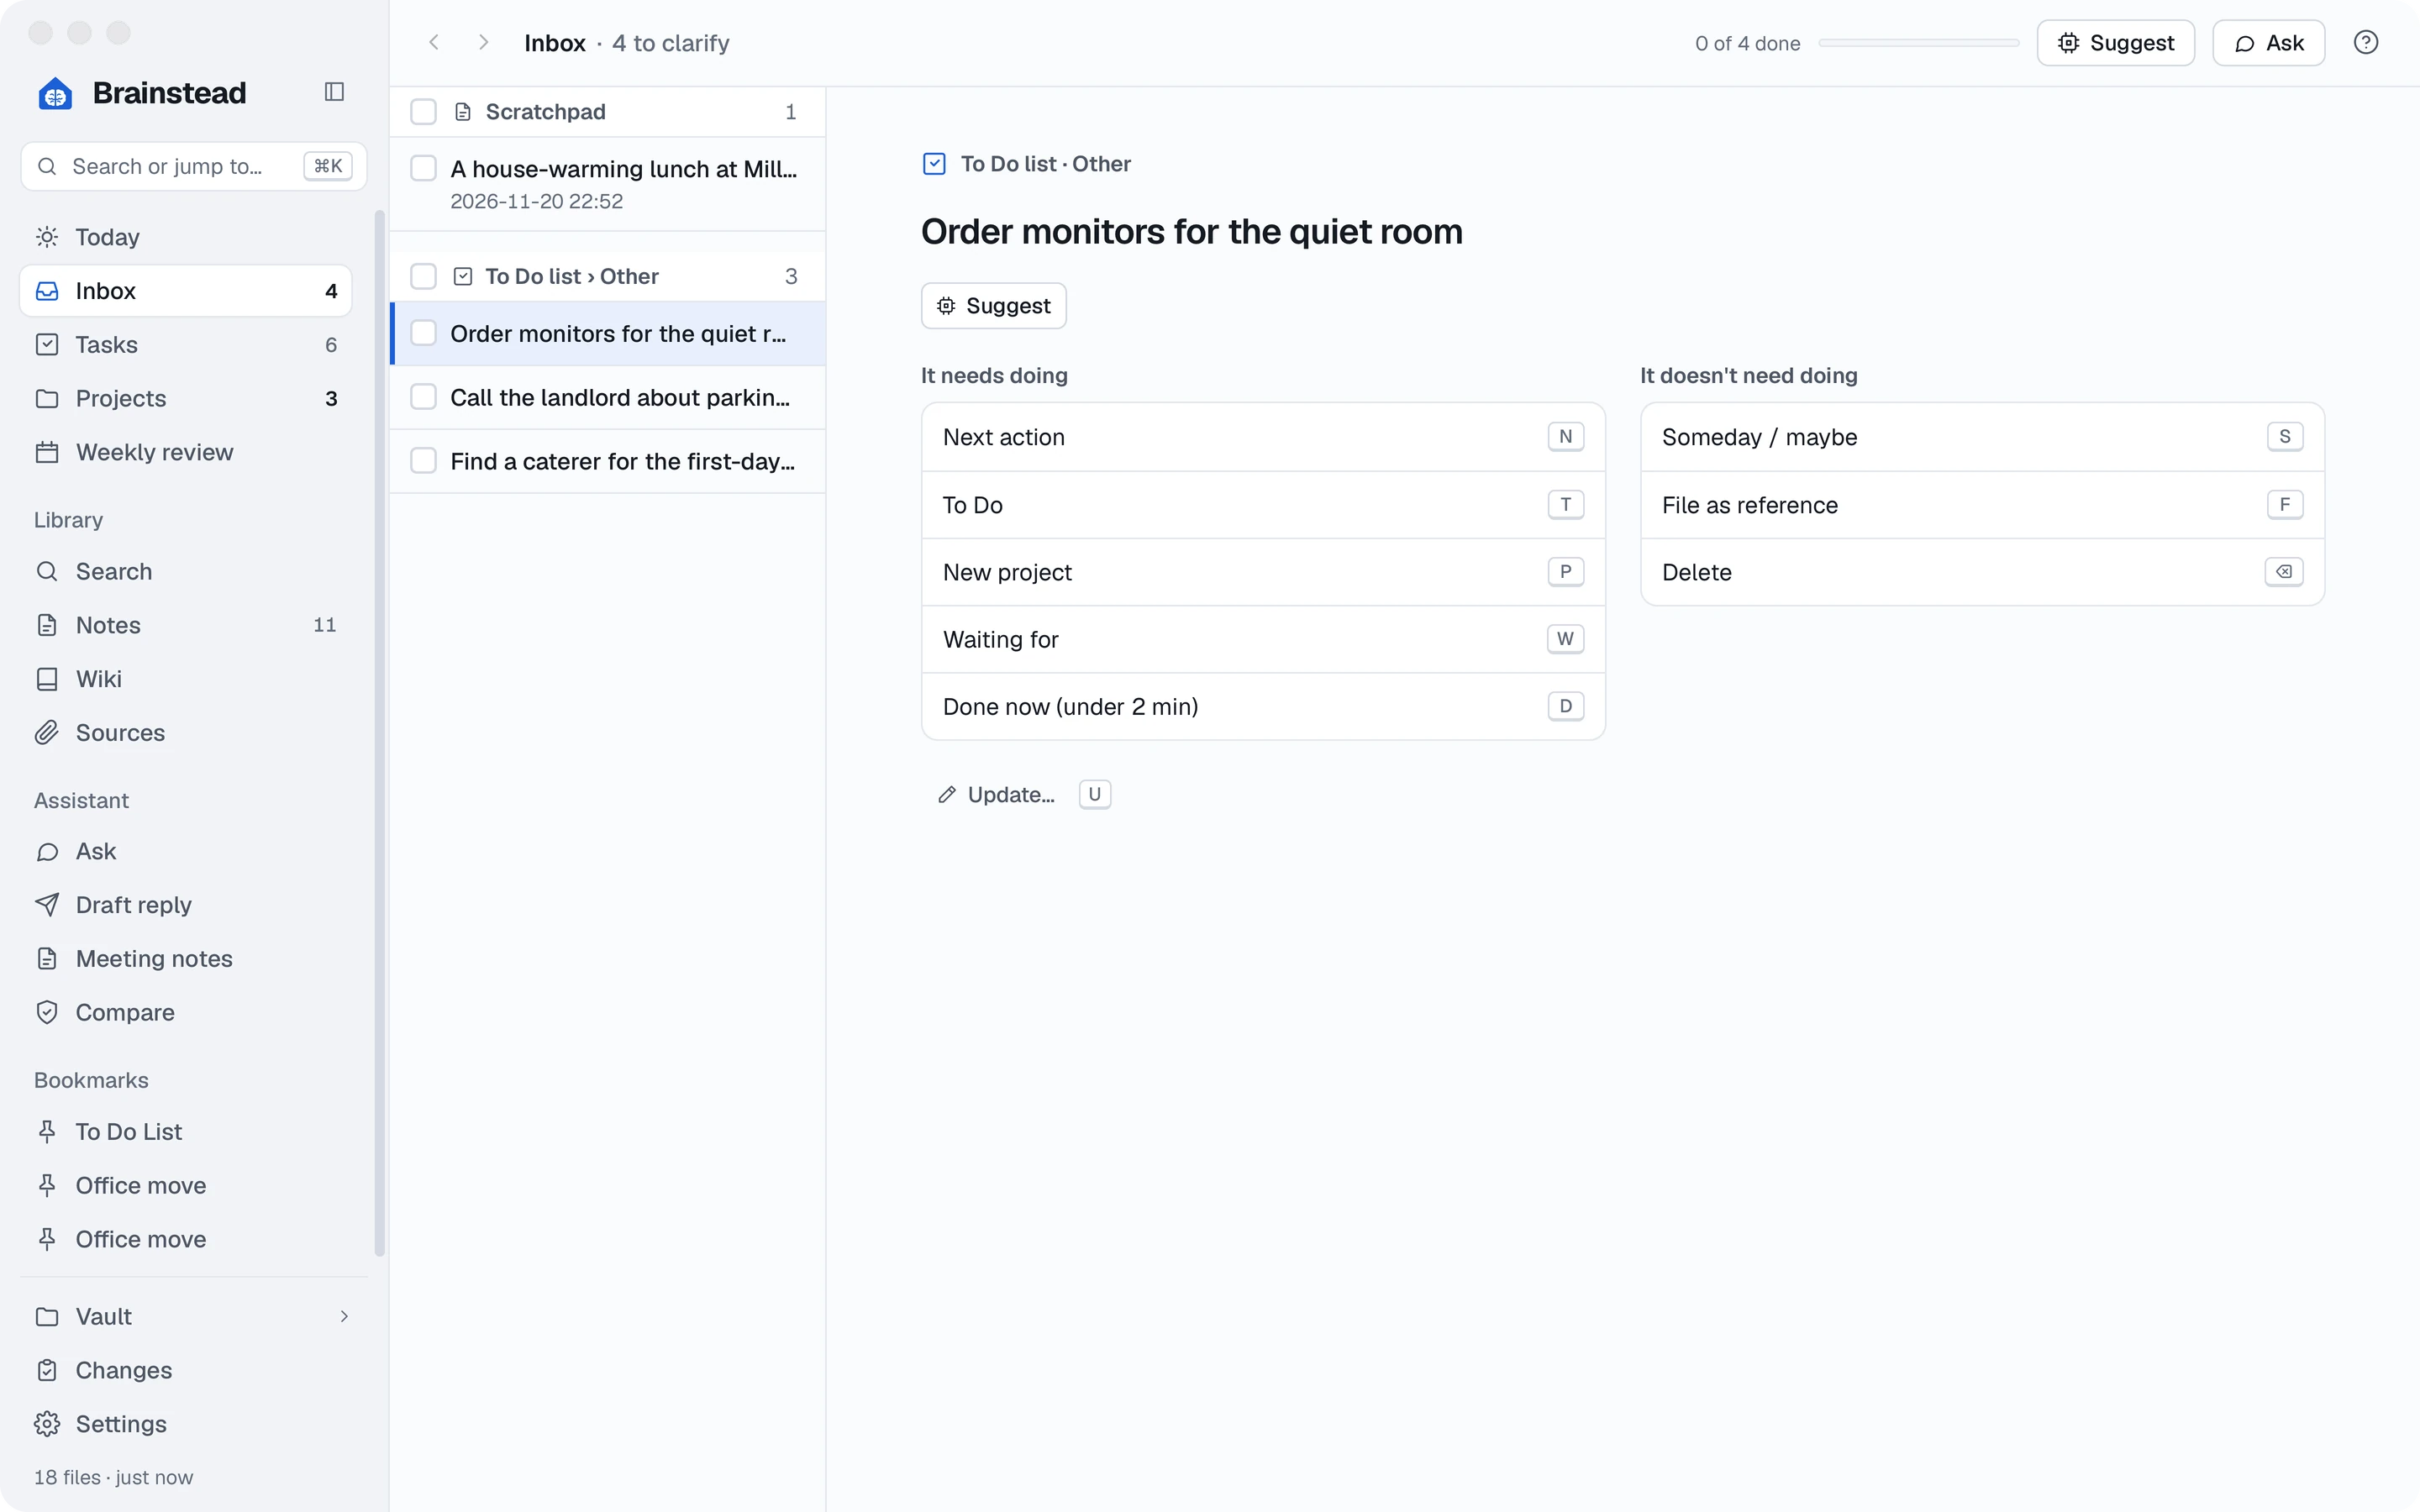 Brainstead
Search or jump to… ⌘K
Today
Inbox 4
Tasks 6
Projects 3
Weekly review
Library
Search
Notes 11
Wiki
Sources
Assistant
Ask
Draft reply
Meeting notes
Compare
Bookmarks
To Do List
Office move
Office move
Vault
Changes
Settings
18 files · just now
Inbox · 4 to clarify
0 of 4 done
Suggest
Ask
Scratchpad 1
A house-warming lunch at Mill…
2026-11-20 22:52
To Do list › Other 3
Order monitors for the quiet r…
Call the landlord about parkin…
Find a caterer for the first-day…
To Do list · Other
Order monitors for the quiet room
Suggest
It needs doing
Next action N
To Do T
New project P
Waiting for W
Done now (under 2 min) D
Update… U
It doesn't need doing
Someday / maybe S
File as reference F
Delete